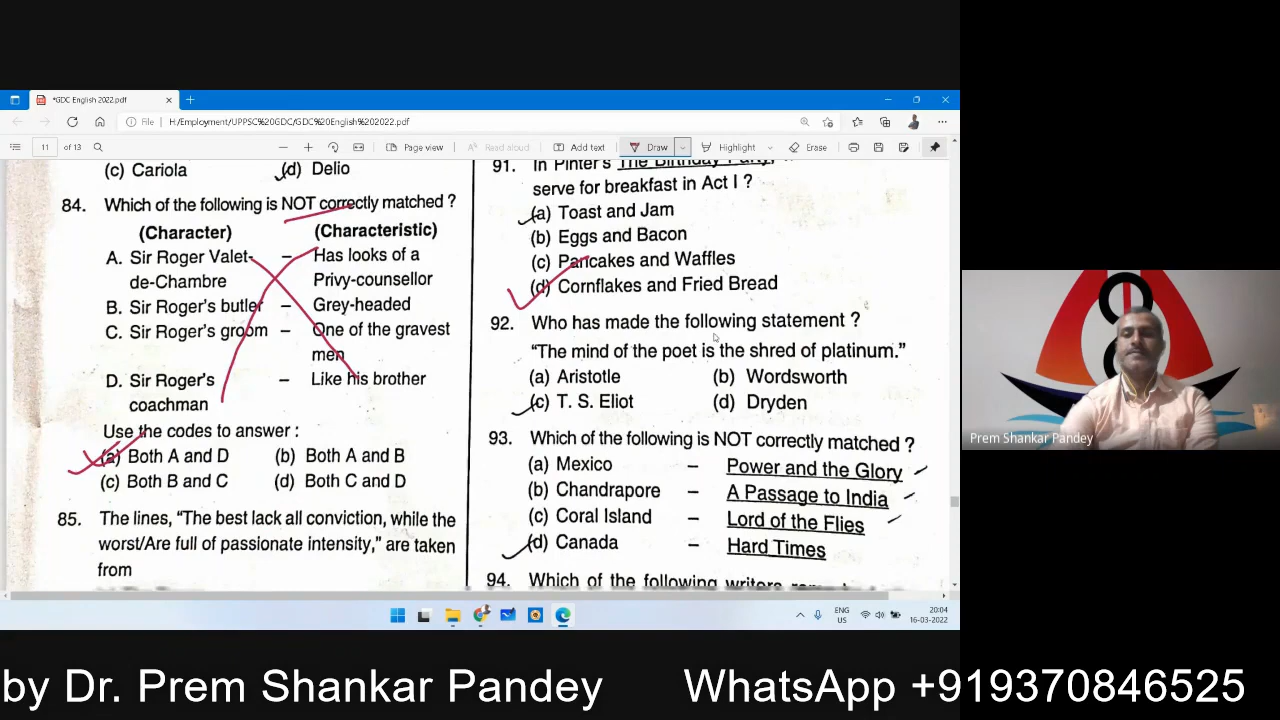 *GDC English 2022.pdf
File
H:/Employment/UPPSC%20GDC/GDC%20English%202022.pdf
11 of 13
Page view
Read aloud
Add text
Draw
Highlight
Erase
(c) Cariola (d) Delio
84. Which of the following is NOT correctly matched ?
(Character) (Characteristic)
A. Sir Roger Valet- – Has looks of a
de-Chambre Privy-counsellor
B. Sir Roger's butler – Grey-headed
C. Sir Roger's groom – One of the gravest
men
D. Sir Roger's – Like his brother
coachman
Use the codes to answer :
(a) Both A and D (b) Both A and B
(c) Both B and C (d) Both C and D
85. The lines, "The best lack all conviction, while the
worst/Are full of passionate intensity," are taken
from
91. In Pinter's The Birthday Party,
serve for breakfast in Act I ?
(a) Toast and Jam
(b) Eggs and Bacon
(c) Pancakes and Waffles
(d) Cornflakes and Fried Bread
92. Who has made the following statement ?
"The mind of the poet is the shred of platinum."
(a) Aristotle (b) Wordsworth
(c) T. S. Eliot (d) Dryden
93. Which of the following is NOT correctly matched ?
(a) Mexico – Power and the Glory
(b) Chandrapore – A Passage to India
(c) Coral Island – Lord of the Flies
(d) Canada – Hard Times
94. Which of the following writers
ENG
US
20:04
16-03-2022
Prem Shankar Pandey
by Dr. Prem Shankar Pandey WhatsApp +919370846525